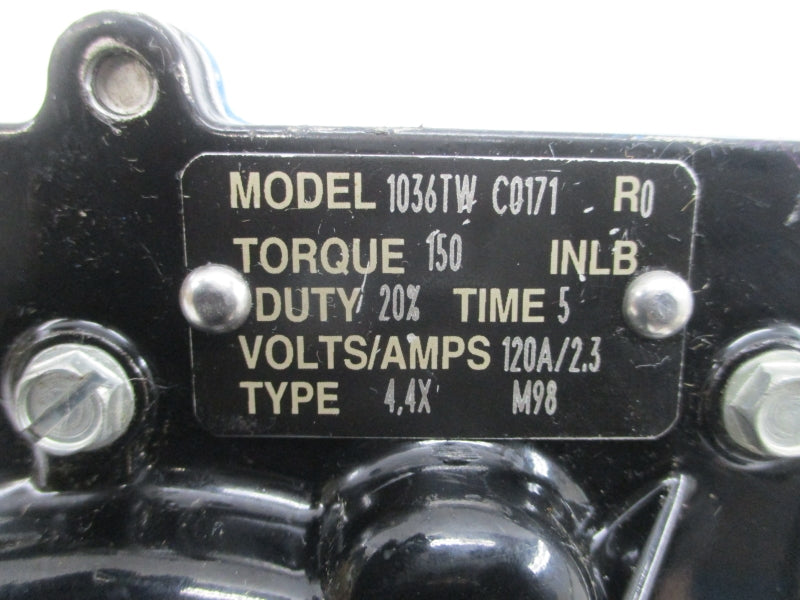 MODEL 1036TW C0171 R0
TORQUE 150 INLB
DUTY 20% TIME 5
VOLTS/AMPS 120A/2.3
TYPE 4,4X M98